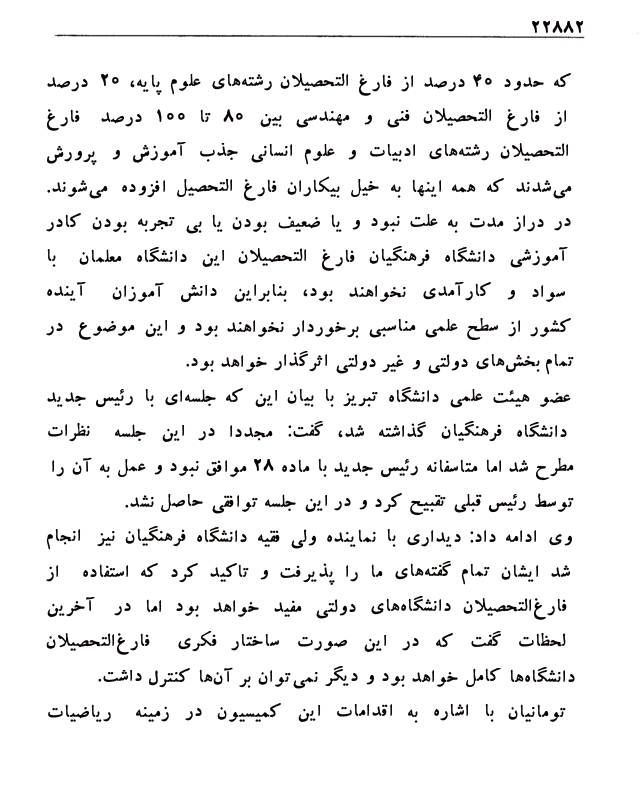 ۲۲۸۸۲
که حدود ۴۰ درصد از فارغ التحصیلان رشته‌های علوم پایه، ۲۰ درصد
از فارغ التحصیلان فنی و مهندسی بین ۸۰ تا ۱۰۰ درصد فارغ
التحصیلان رشته‌های ادبیات و علوم انسانی جذب آموزش و پرورش
می‌شدند که همه اینها به خیل بیکاران فارغ التحصیل افزوده می‌شوند.
در دراز مدت به علت نبود و یا ضعیف بودن یا بی تجربه بودن کادر
آموزشی دانشگاه فرهنگیان فارغ التحصیلان این دانشگاه معلمان با
سواد و کارآمدی نخواهند بود، بنابراین دانش آموزان آینده
کشور از سطح علمی مناسبی برخوردار نخواهند بود و این موضوع در
تمام بخش‌های دولتی و غیر دولتی اثرگذار خواهد بود.
عضو هیئت علمی دانشگاه تبریز با بیان این که جلسه‌ای با رئیس جدید
دانشگاه فرهنگیان گذاشته شد، گفت: مجددا در این جلسه نظرات
مطرح شد اما متاسفانه رئیس جدید با ماده ۲۸ موافق نبود و عمل به آن را
توسط رئیس قبلی تقبیح کرد و در این جلسه توافقی حاصل نشد.
وی ادامه داد: دیداری با نماینده ولی فقیه دانشگاه فرهنگیان نیز انجام
شد ایشان تمام گفته‌های ما را پذیرفت و تاکید کرد که استفاده از
فارغ‌التحصیلان دانشگاه‌های دولتی مفید خواهد بود اما در آخرین
لحظات گفت که در این صورت ساختار فکری فارغ‌التحصیلان
دانشگاه‌ها کامل خواهد بود و دیگر نمی‌توان بر آن‌ها کنترل داشت.
تومانیان با اشاره به اقدامات این کمیسیون در زمینه ریاضیات